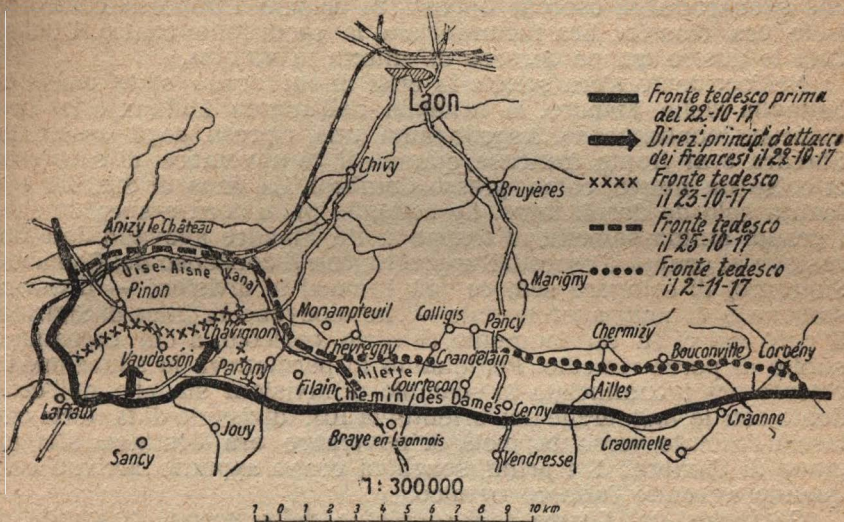 Laon
Fronte tedesco prima
del 22-10-17
Direz. princip. d'attacco
dei francesi il 22-10-17
Fronte tedesco
il 23-10-17
Fronte tedesco
il 25-10-17
Fronte tedesco
il 2-11-17
Chivy
Bruyères
Anizy le Château
Oise-Aisne Kanal
Marigny
Pinon
Monampteuil
Colligis
Pancy
Chavignon
Chermizy
Vaudesson
Chevregny
Crandelain
Bouconville
Corbény
Pargny
Ailette
Filain
Courtecon
Ailles
Chemin des Dames
Laffaux
Cerny
Craonne
Jouy
Braye en Laonnois
Craonnelle
Sancy
Vendresse
1:300000
1 0 1 2 3 4 5 6 7 8 9 10 km